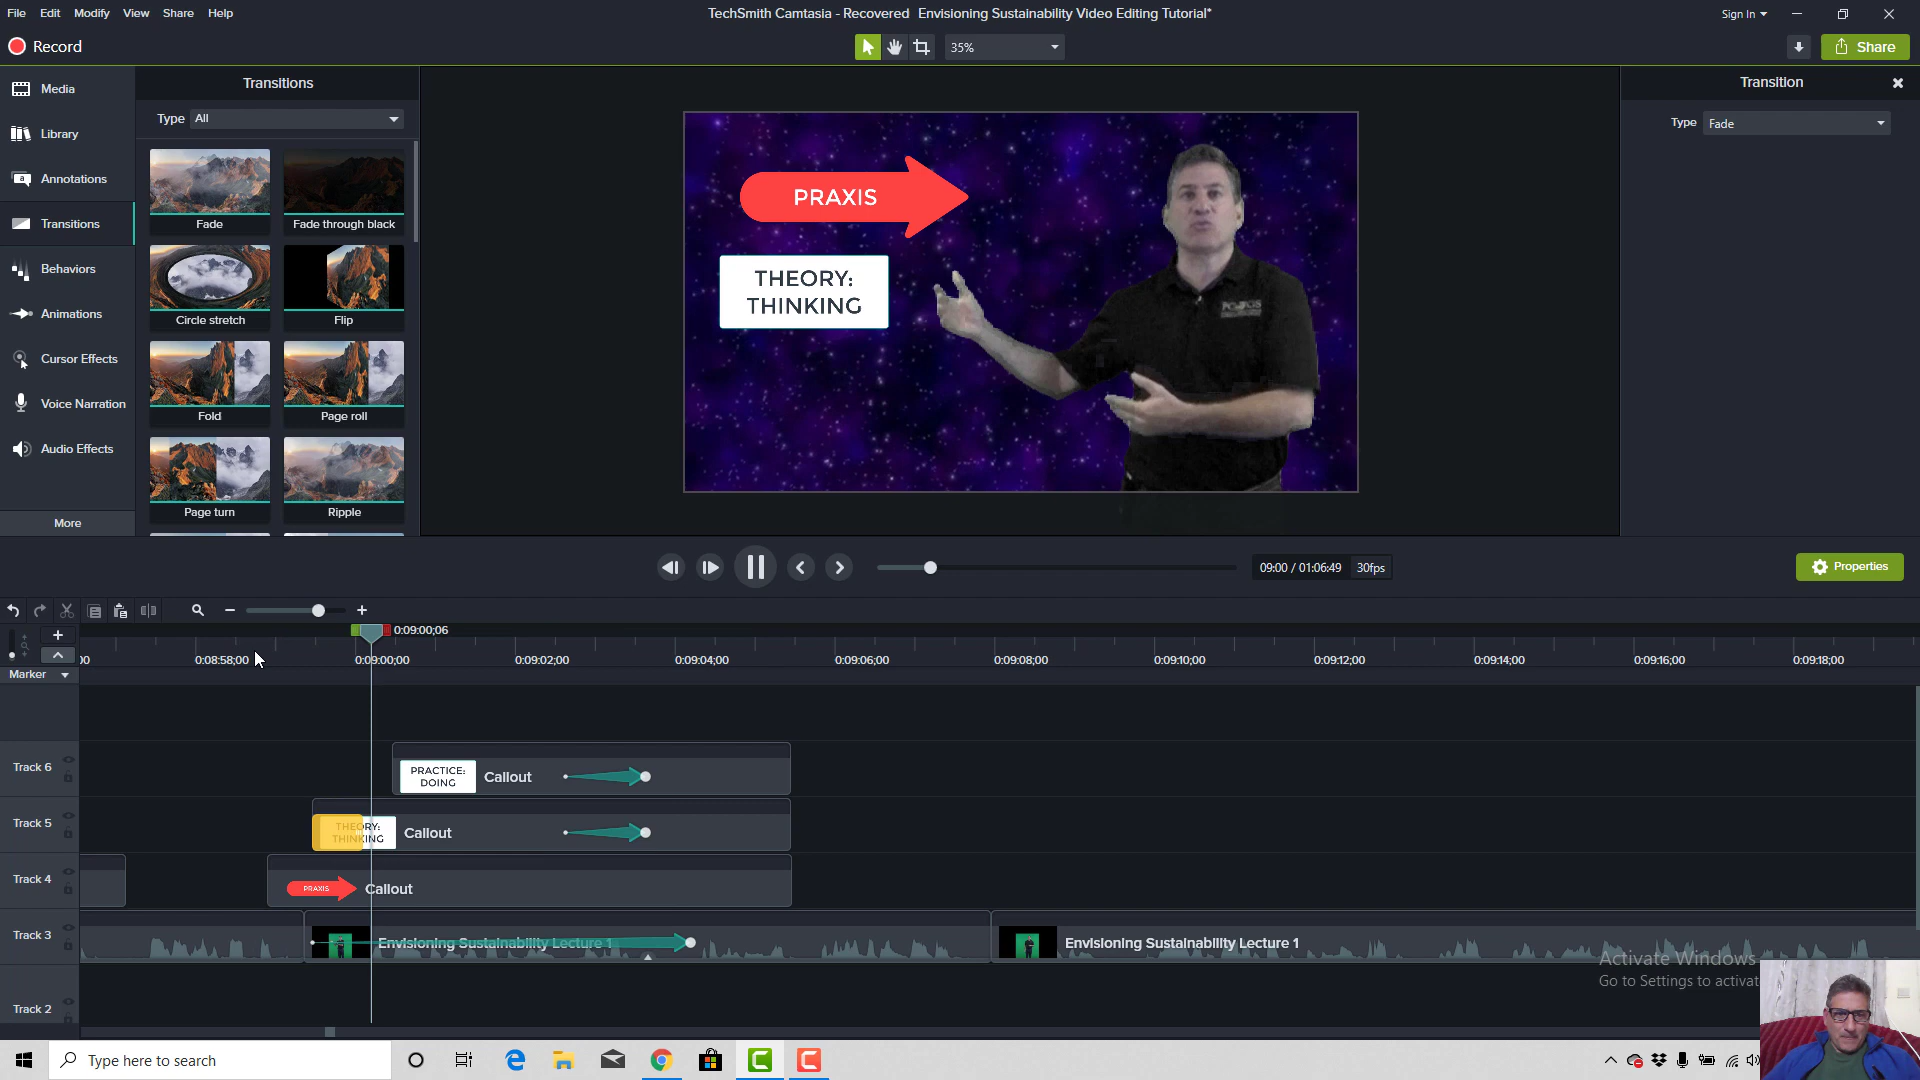 File Edit Modify View Share Help
TechSmith Camtasia - Recovered Envisioning Sustainability Video Editing Tutorial*
Sign In
Record
35%
Share
Media
Library
Annotations
Transitions
Behaviors
Animations
Cursor Effects
Voice Narration
Audio Effects
More
Transitions
Type All
Fade
Fade through black
Circle stretch
Flip
Fold
Page roll
Page turn
Ripple
PRAXIS
THEORY:
THINKING
Transition
Type Fade
09:00 / 01:06:49 30fps
Properties
0:09:00;06
0:08:58;00 0:09:00;00 0:09:02;00 0:09:04;00 0:09:06;00 0:09:08;00 0:09:10;00 0:09:12;00 0:09:14;00 0:09:16;00 0:09:18;00
Marker
Track 6
PRACTICE:
DOING
Callout
Track 5
THEORY:
THINKING
Callout
Track 4
PRAXIS
Callout
Track 3
Envisioning Sustainability Lecture 1
Envisioning Sustainability Lecture 1
Track 2
Activate Windows
Go to Settings to activat
Type here to search